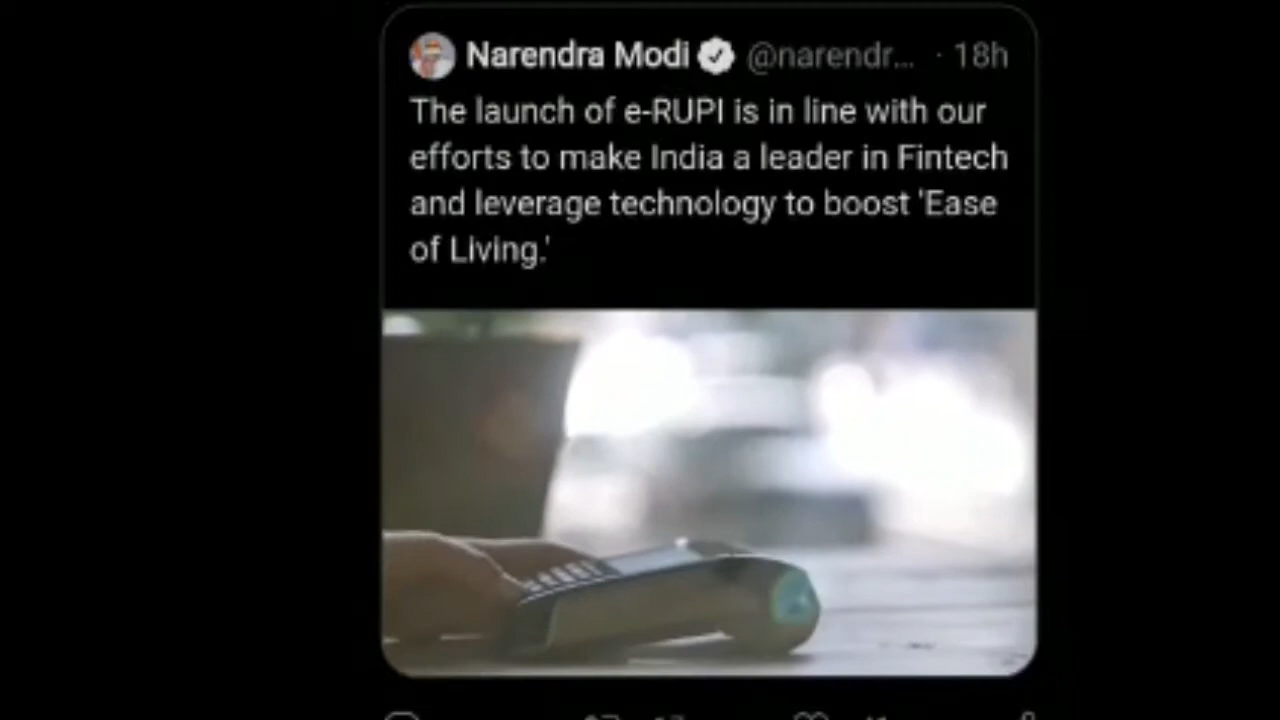 Narendra Modi @narendr... · 18h
The launch of e-RUPI is in line with our
efforts to make India a leader in Fintech
and leverage technology to boost 'Ease
of Living.'